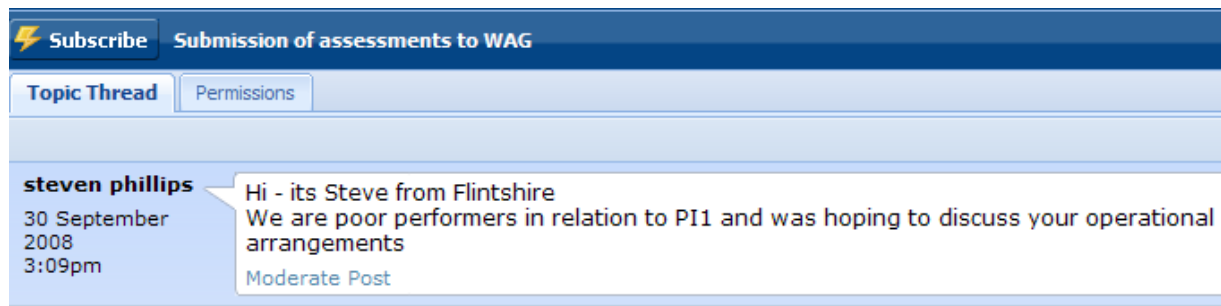 Subscribe Submission of assessments to WAG
Topic Thread Permissions
steven phillips
30 September
2008
3:09pm
Hi - its Steve from Flintshire
We are poor performers in relation to PI1 and was hoping to discuss your operational
arrangements
Moderate Post